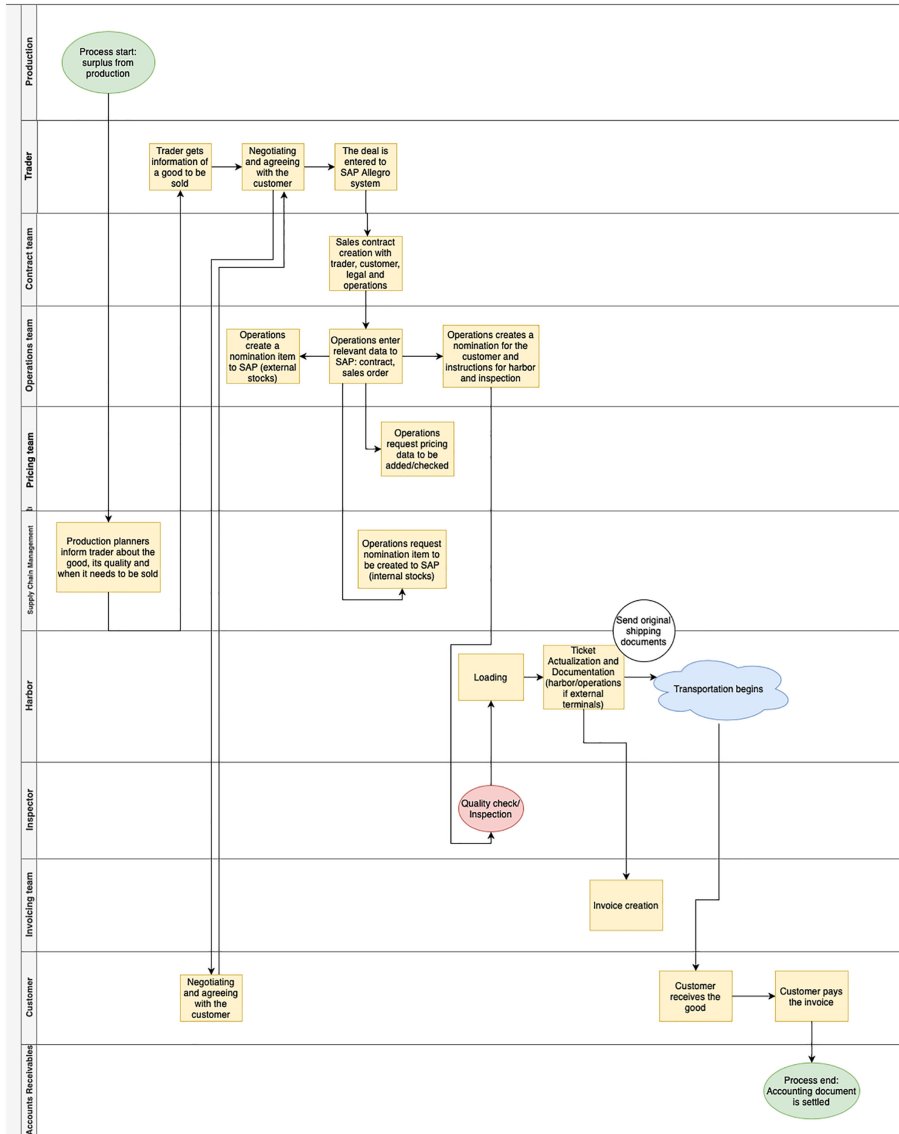 Production
Process start:
surplus from
production
Trader
Trader gets
information of
a good to be
sold
Negotiating
and agreeing
with the
customer
The deal is
entered to
SAP Allegro
system
Contract team
Sales contract
creation with
trader, customer,
legal and
operations
Operations team
Operations
create a
nomination item
to SAP (external
stocks)
Operations enter
relevant data to
SAP: contract,
sales order
Operations creates a
nomination for the
customer and
instructions for harbor
and inspection
Pricing team
Operations
request pricing
data to be
added/checked
Supply Chain Management
Production planners
inform trader about the
good, its quality and
when it needs to be sold
Operations request
nomination item to
be created to SAP
(internal stocks)
Send original
shipping
documents
Harbor
Loading
Ticket
Actualization and
Documentation
(harbor/operations
if external
terminals)
Transportation begins
Inspector
Quality check/
Inspection
Invoicing team
Invoice creation
Customer
Negotiating
and agreeing
with the
customer
Customer
receives the
good
Customer pays
the invoice
Accounts Receivables
Process end:
Accounting document
is settled